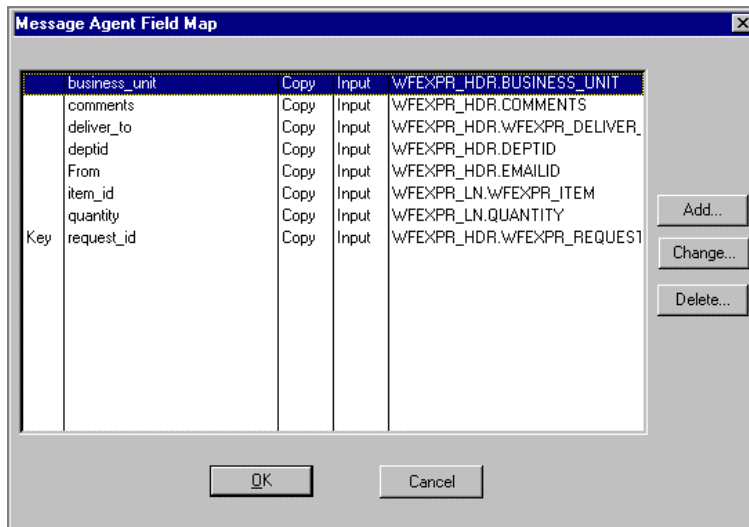 Message Agent Field Map
business_unit Copy Input WFEXPR_HDR.BUSINESS_UNIT
comments Copy Input WFEXPR_HDR.COMMENTS
deliver_to Copy Input WFEXPR_HDR.WFEXPR_DELIVER_
deptid Copy Input WFEXPR_HDR.DEPTID
From Copy Input WFEXPR_HDR.EMAILID
item_id Copy Input WFEXPR_LN.WFEXPR_ITEM
quantity Copy Input WFEXPR_LN.QUANTITY
Key request_id Copy Input WFEXPR_HDR.WFEXPR_REQUEST
Add...
Change...
Delete...
OK Cancel